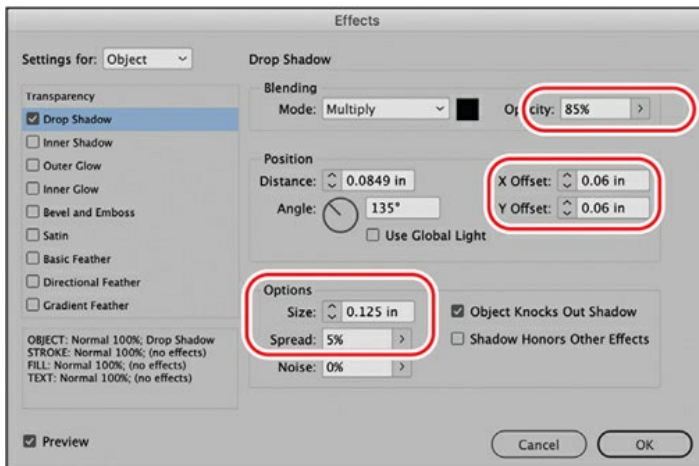 Effects
Settings for: Object
Transparency
Drop Shadow
Inner Shadow
Outer Glow
Inner Glow
Bevel and Emboss
Satin
Basic Feather
Directional Feather
Gradient Feather
OBJECT: Normal 100%; Drop Shadow
STROKE: Normal 100%; (no effects)
FILL: Normal 100%; (no effects)
TEXT: Normal 100%; (no effects)
Preview
Drop Shadow
Blending
Mode: Multiply
Opacity: 85%
Position
Distance: 0.0849 in
Angle: 135°
Use Global Light
X Offset: 0.06 in
Y Offset: 0.06 in
Options
Size: 0.125 in
Spread: 5%
Noise: 0%
Object Knocks Out Shadow
Shadow Honors Other Effects
Cancel
OK